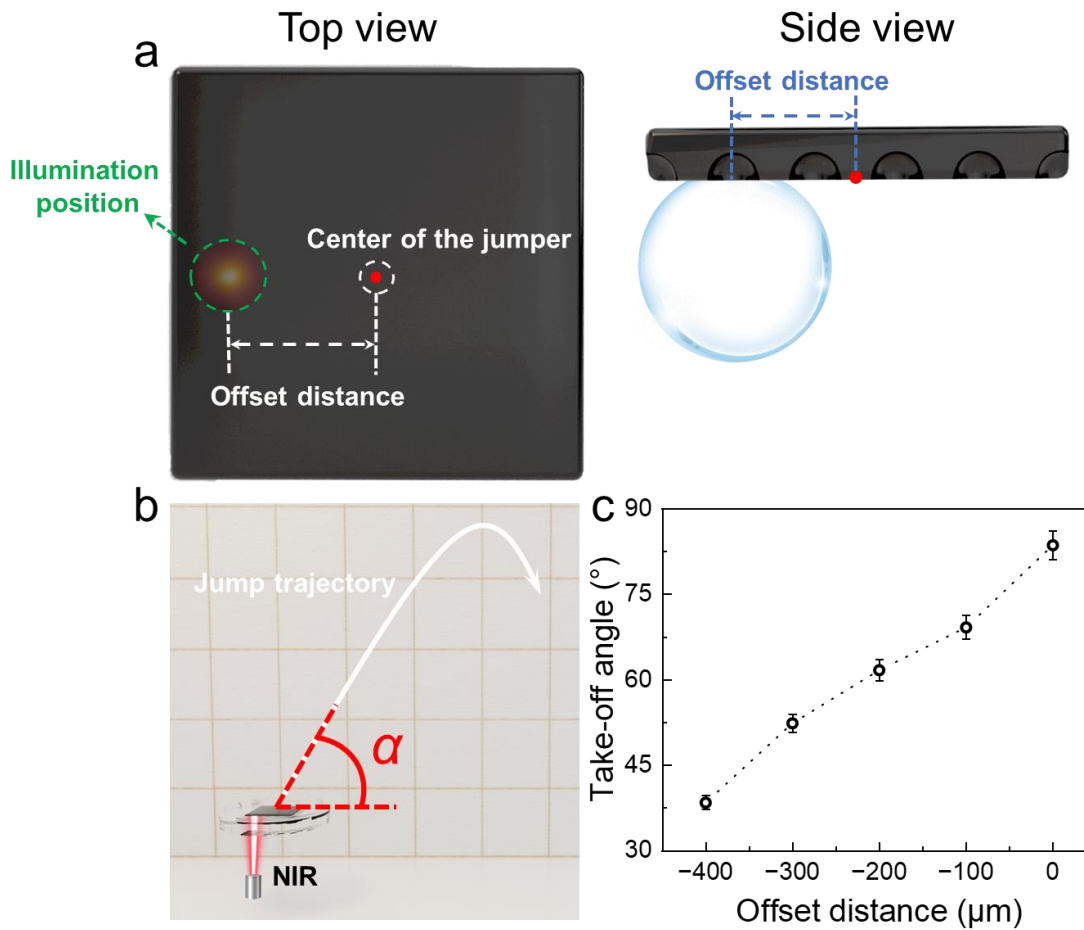 Top view
Side view
a
Offset distance
Illumination
position
Center of the jumper
Offset distance
b
Jump trajectory
α
NIR
c
90
75
60
45
30
Take-off angle (°)
−400
−300
−200
−100
0
Offset distance (μm)